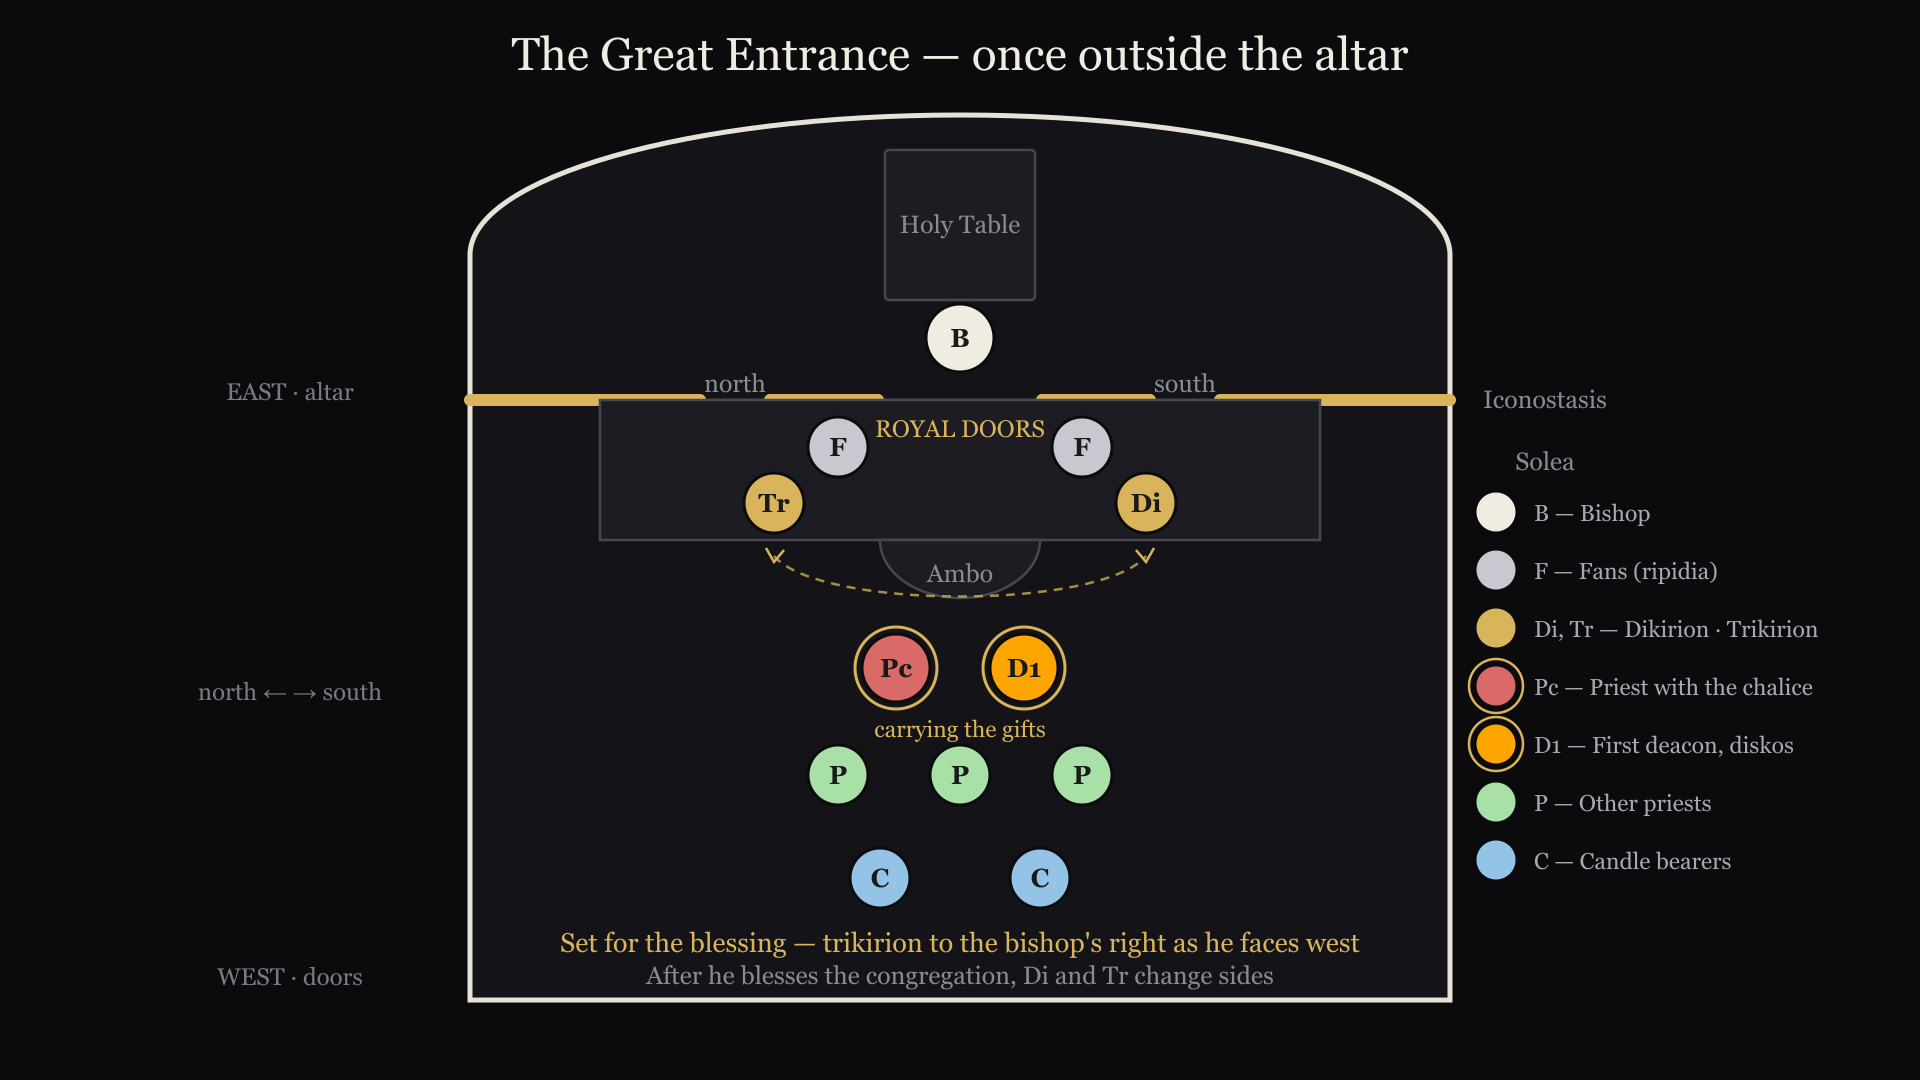 The Great Entrance — once outside the altar
Holy Table
B
EAST · altar
north
south
Iconostasis
F
ROYAL DOORS
F
Solea
Tr
Di
B — Bishop
Ambo
F — Fans (ripidia)
Di, Tr — Dikirion · Trikirion
Pc
D1
north ← → south
Pc — Priest with the chalice
carrying the gifts
D1 — First deacon, diskos
P
P
P
P — Other priests
C
C
C — Candle bearers
Set for the blessing — trikirion to the bishop's right as he faces west
WEST · doors
After he blesses the congregation, Di and Tr change sides